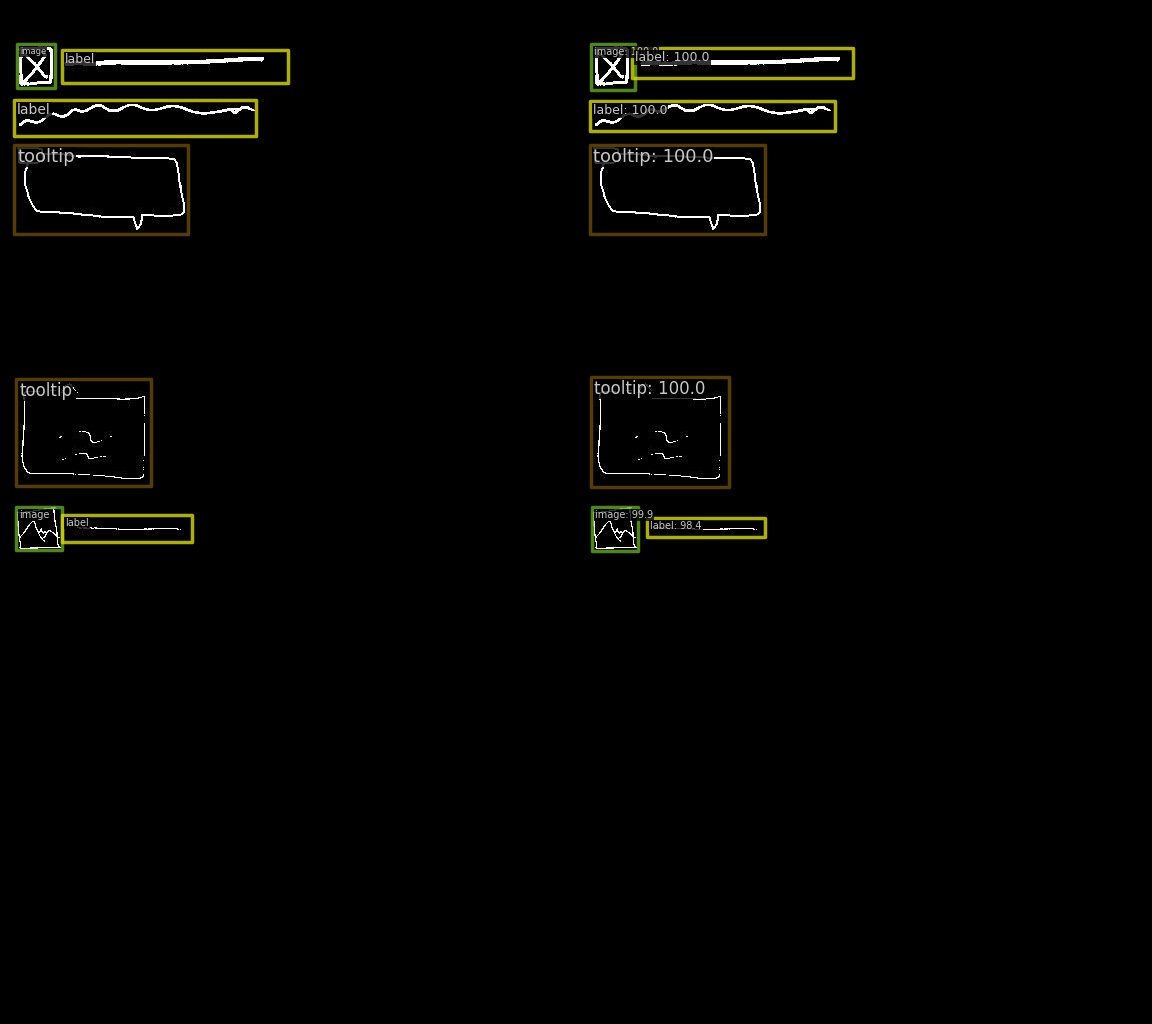 image
label
image: 100.0
label: 100.0
label
label: 100.0
tooltip
tooltip: 100.0
tooltip
tooltip: 100.0
image
label
image: 99.9
label: 98.4